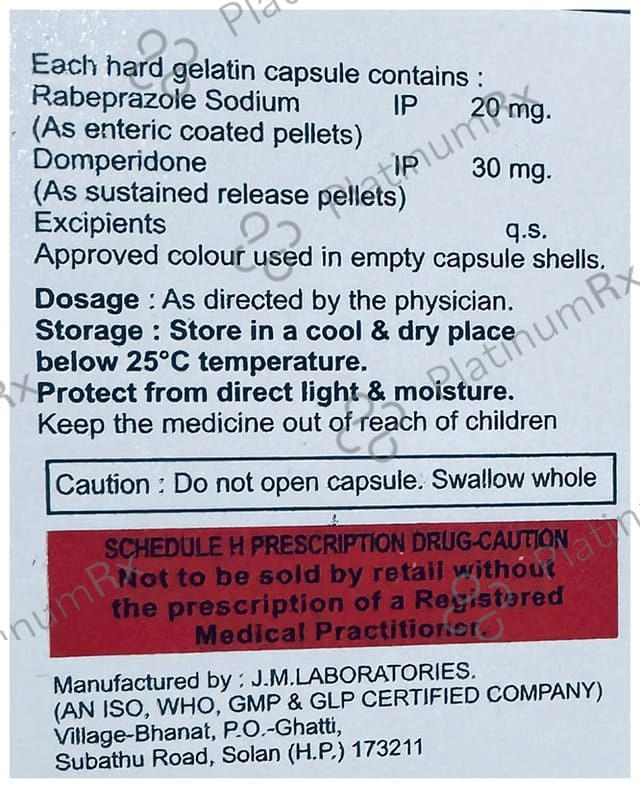 Each hard gelatin capsule contains :
Rabeprazole Sodium IP 20 mg.
(As enteric coated pellets)
Domperidone IP 30 mg.
(As sustained release pellets)
Excipients q.s.
Approved colour used in empty capsule shells.
Dosage : As directed by the physician.
Storage : Store in a cool & dry place
below 25°C temperature.
Protect from direct light & moisture.
Keep the medicine out of reach of children
Caution : Do not open capsule. Swallow whole
SCHEDULE H PRESCRIPTION DRUG-CAUTION
Not to be sold by retail without
the prescription of a Registered
Medical Practitioner.
Manufactured by : J.M.LABORATORIES.
(AN ISO, WHO, GMP & GLP CERTIFIED COMPANY)
Village-Bhanat, P.O.-Ghatti,
Subathu Road, Solan (H.P.) 173211
PlatinumRx
PlatinumRx